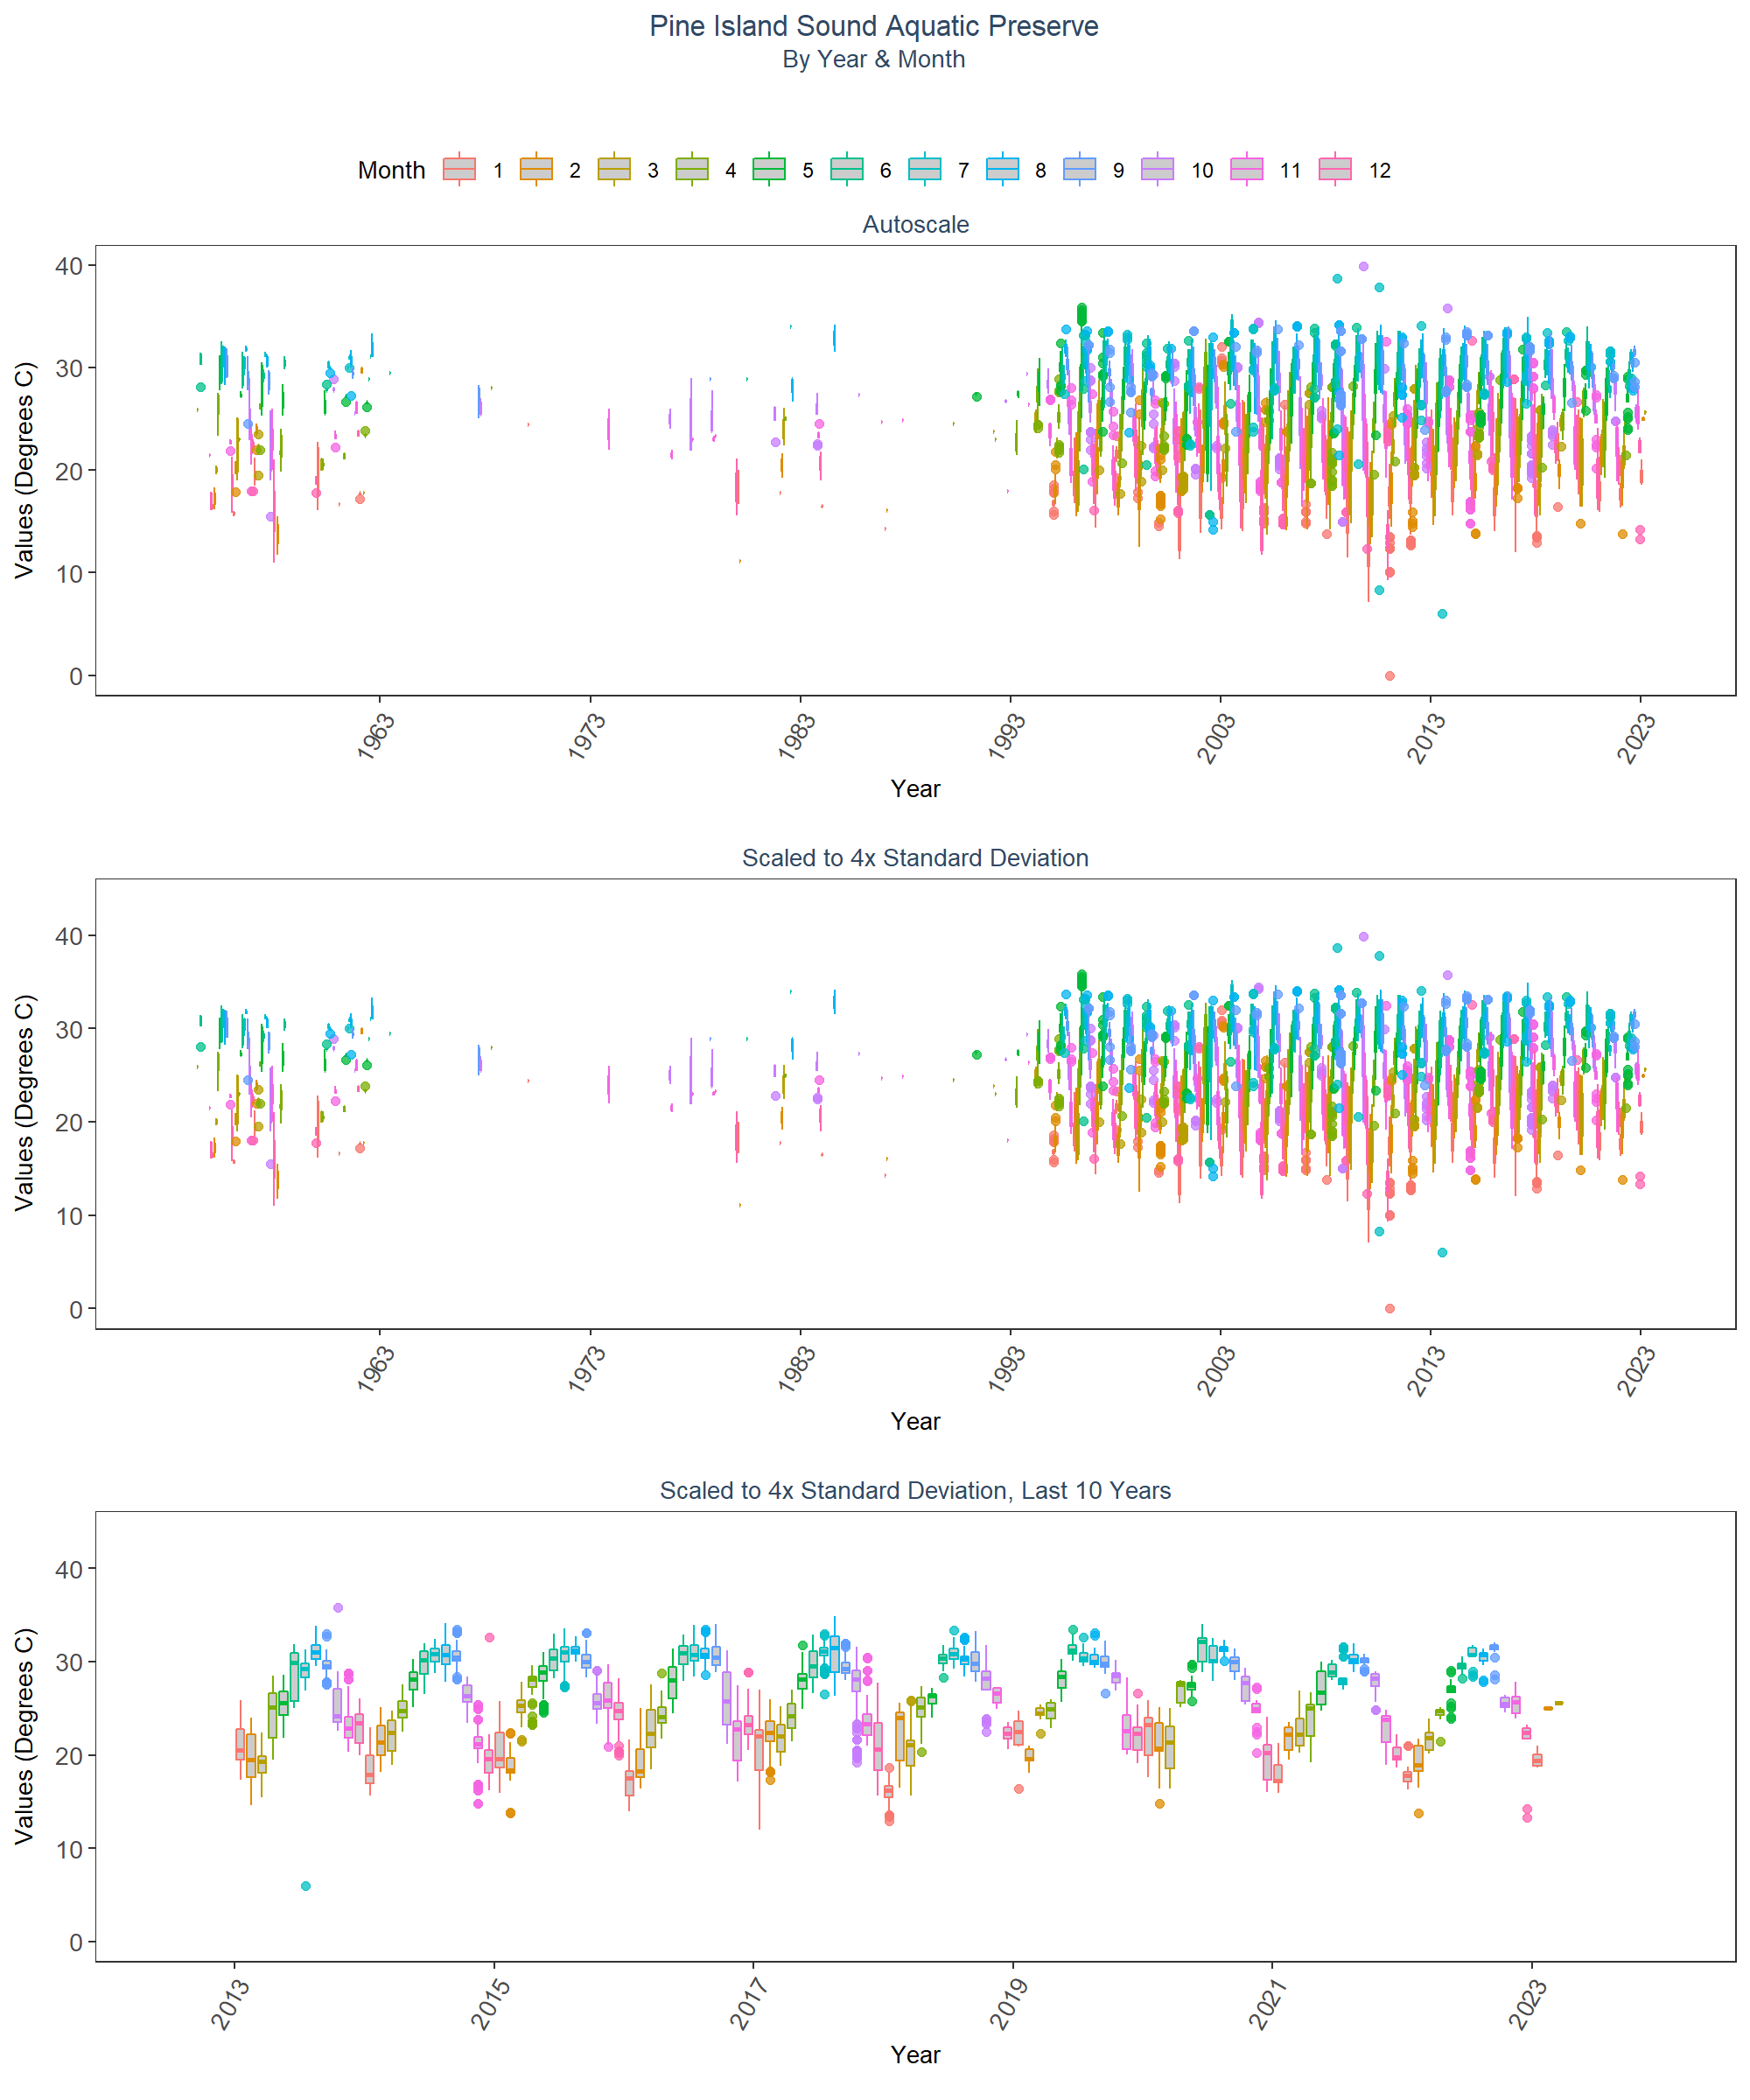 Pine Island Sound Aquatic Preserve
By Year & Month
Month 1 2 3 4 5 6 7 8 9 10 11 12
Autoscale
Values (Degrees C)
40
30
20
10
0
1963 1973 1983 1993 2003 2013 2023
Year
Scaled to 4x Standard Deviation
Values (Degrees C)
40
30
20
10
0
1963 1973 1983 1993 2003 2013 2023
Year
Scaled to 4x Standard Deviation, Last 10 Years
Values (Degrees C)
40
30
20
10
0
2013 2015 2017 2019 2021 2023
Year